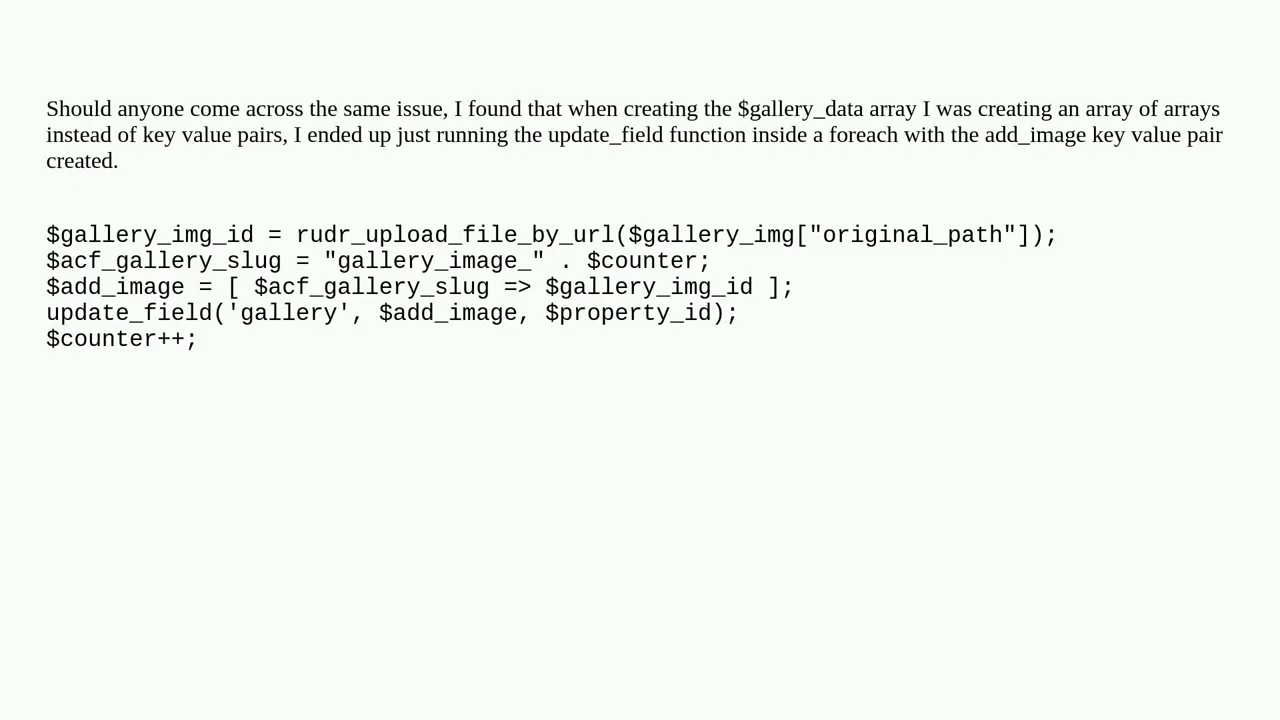 Should anyone come across the same issue, I found that when creating the $gallery_data array I was creating an array of arrays
instead of key value pairs, I ended up just running the update_field function inside a foreach with the add_image key value pair
created.
$gallery_img_id = rudr_upload_file_by_url($gallery_img["original_path"]);
$acf_gallery_slug = "gallery_image_" . $counter;
$add_image = [ $acf_gallery_slug => $gallery_img_id ];
update_field('gallery', $add_image, $property_id);
$counter++;